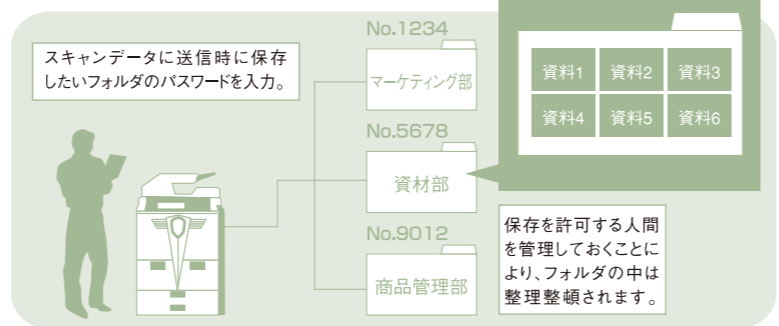 スキャンデータに送信時に保存
したいフォルダのパスワードを入力。
No.1234
マーケティング部
No.5678
資材部
No.9012
商品管理部
資料1 資料2 資料3
資料4 資料5 資料6
保存を許可する人間
を管理しておくことに
より、フォルダの中は
整理整頓されます。